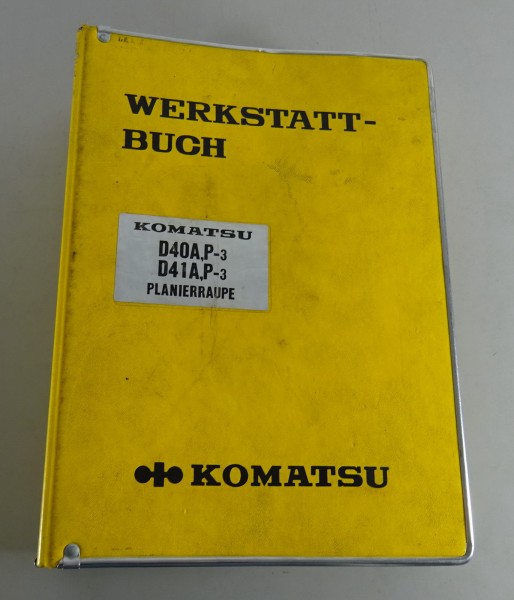 WERKSTATT-
BUCH
KOMATSU
D40A,P-3
D41A,P-3
PLANIERRAUPE
KOMATSU